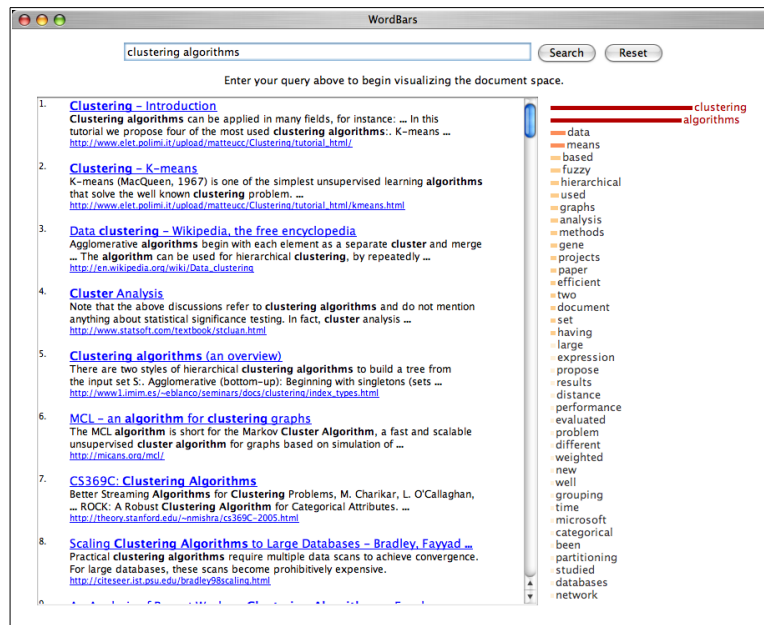 WordBars
clustering algorithms
Search
Reset
Enter your query above to begin visualizing the document space.
1. Clustering – Introduction
Clustering algorithms can be applied in many fields, for instance: ... In this
tutorial we propose four of the most used clustering algorithms:. K-means ...
http://www.elet.polimi.it/upload/matteucc/Clustering/tutorial_html/
2. Clustering – K-means
K-means (MacQueen, 1967) is one of the simplest unsupervised learning algorithms
that solve the well known clustering problem. ...
http://www.elet.polimi.it/upload/matteucc/Clustering/tutorial_html/kmeans.html
3. Data clustering – Wikipedia, the free encyclopedia
Agglomerative algorithms begin with each element as a separate cluster and merge
... The algorithm can be used for hierarchical clustering, by repeatedly ...
http://en.wikipedia.org/wiki/Data_clustering
4. Cluster Analysis
Note that the above discussions refer to clustering algorithms and do not mention
anything about statistical significance testing. In fact, cluster analysis ...
http://www.statsoft.com/textbook/stcluan.html
5. Clustering algorithms (an overview)
There are two styles of hierarchical clustering algorithms to build a tree from
the input set S:. Agglomerative (bottom-up): Beginning with singletons (sets ...
http://www1.imim.es/~eblanco/seminars/docs/clustering/index_types.html
6. MCL – an algorithm for clustering graphs
The MCL algorithm is short for the Markov Cluster Algorithm, a fast and scalable
unsupervised cluster algorithm for graphs based on simulation of ...
http://micans.org/mcl/
7. CS369C: Clustering Algorithms
Better Streaming Algorithms for Clustering Problems, M. Charikar, L. O'Callaghan,
... ROCK: A Robust Clustering Algorithm for Categorical Attributes. ...
http://theory.stanford.edu/~nmishra/cs369C-2005.html
8. Scaling Clustering Algorithms to Large Databases – Bradley, Fayyad ...
Practical clustering algorithms require multiple data scans to achieve convergence.
For large databases, these scans become prohibitively expensive.
http://citeseer.ist.psu.edu/bradley98scaling.html
clustering
algorithms
data
means
based
fuzzy
hierarchical
used
graphs
analysis
methods
gene
projects
paper
efficient
two
document
set
having
large
expression
propose
results
distance
performance
evaluated
problem
different
weighted
new
well
grouping
time
microsoft
categorical
been
partitioning
studied
databases
network